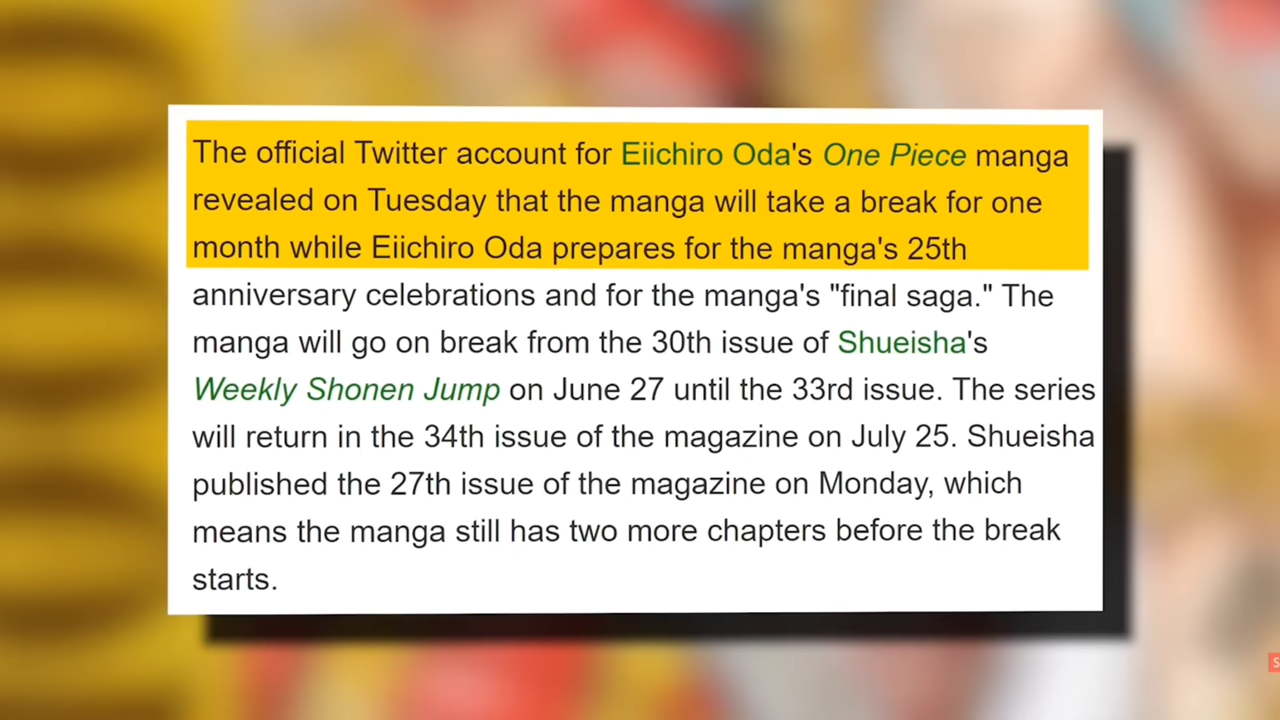 The official Twitter account for Eiichiro Oda's One Piece manga
revealed on Tuesday that the manga will take a break for one
month while Eiichiro Oda prepares for the manga's 25th
anniversary celebrations and for the manga's "final saga." The
manga will go on break from the 30th issue of Shueisha's
Weekly Shonen Jump on June 27 until the 33rd issue. The series
will return in the 34th issue of the magazine on July 25. Shueisha
published the 27th issue of the magazine on Monday, which
means the manga still has two more chapters before the break
starts.
S